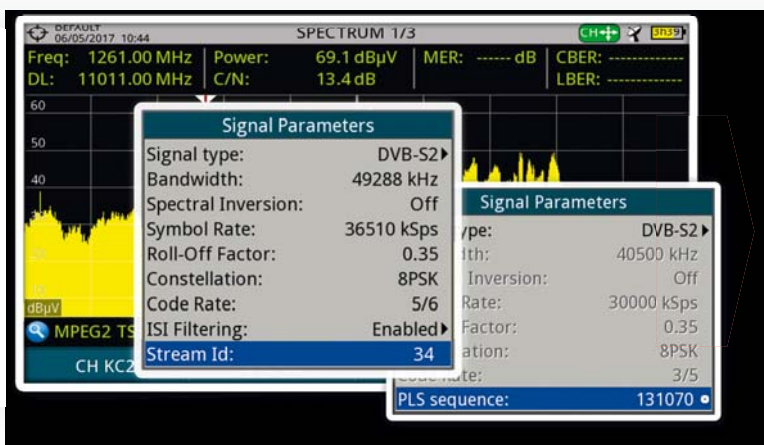 DEFAULT
06/05/2017 10:44
SPECTRUM 1/3
CH
3h39
Freq: 1261.00 MHz Power: 69.1 dBµV MER: ------ dB CBER: -------------
DL: 11011.00 MHz C/N: 13.4 dB LBER: -------------
60
50
40
dBµV
MPEG2 TS
CH KC2
Signal Parameters
Signal type: DVB-S2
Bandwidth: 49288 kHz
Spectral Inversion: Off
Symbol Rate: 36510 kSps
Roll-Off Factor: 0.35
Constellation: 8PSK
Code Rate: 5/6
ISI Filtering: Enabled
Stream Id: 34
Signal Parameters
ype: DVB-S2
dth: 40500 kHz
Inversion: Off
Rate: 30000 kSps
Factor: 0.35
ation: 8PSK
Code Rate: 3/5
PLS sequence: 131070